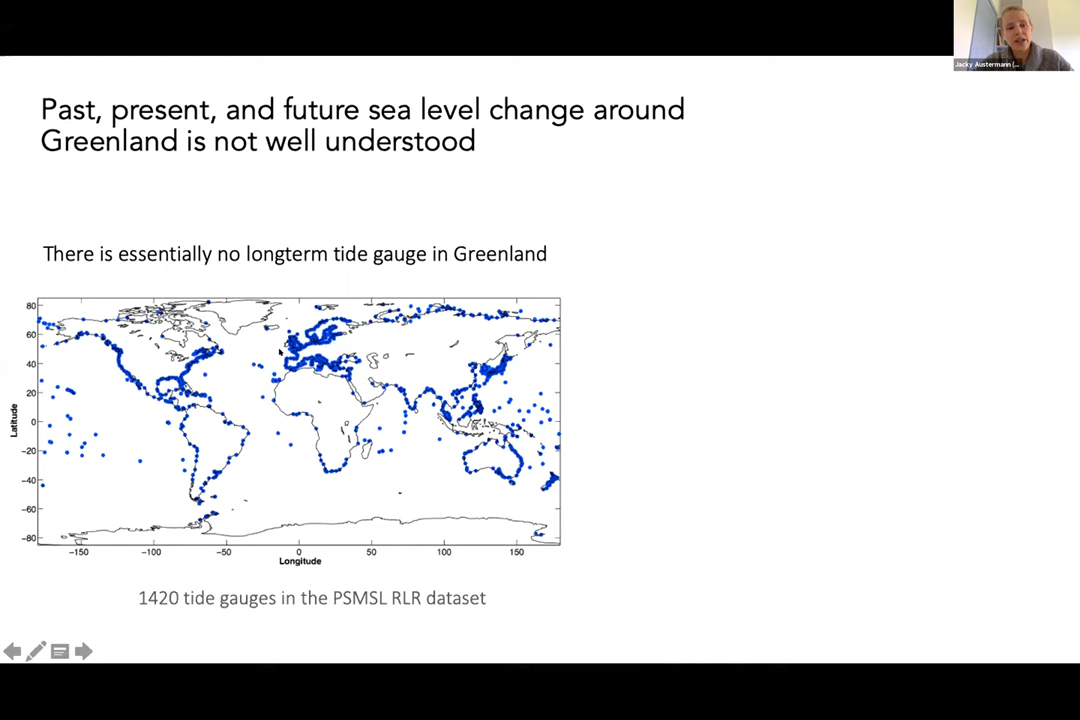 Jacky Austermann (...
Past, present, and future sea level change around
Greenland is not well understood
There is essentially no longterm tide gauge in Greenland
80
60
40
20
0
−20
−40
−60
−80
Latitude
−150
−100
−50
0
50
100
150
Longitude
1420 tide gauges in the PSMSL RLR dataset